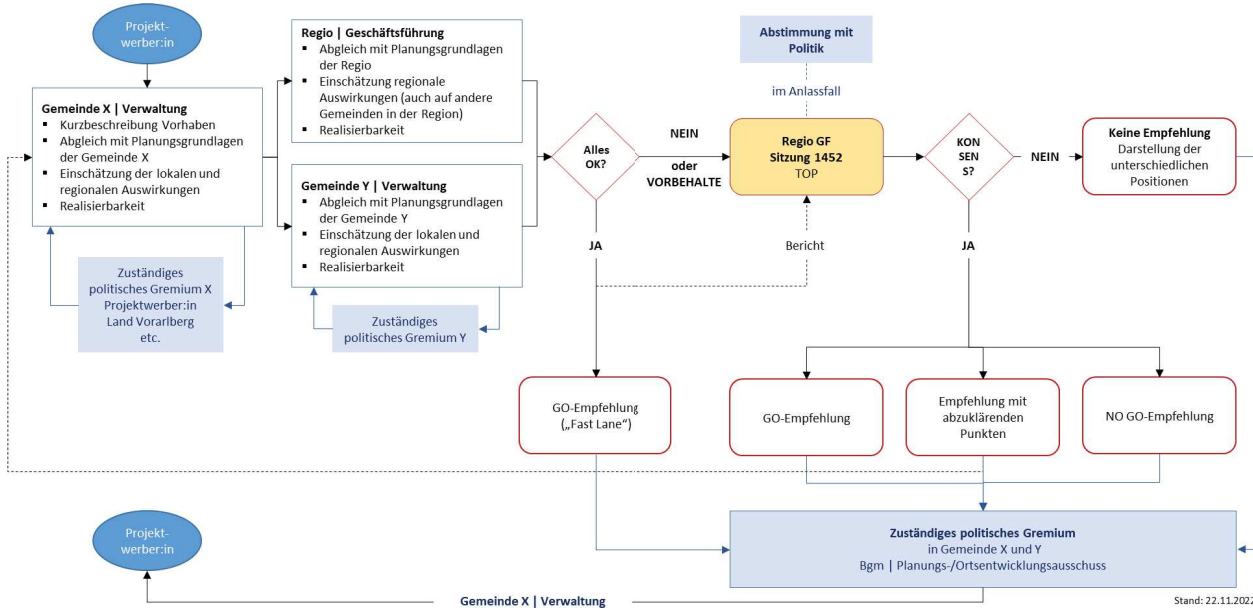 Projekt-
werber:in
Gemeinde X | Verwaltung
▪ Kurzbeschreibung Vorhaben
▪ Abgleich mit Planungsgrundlagen
der Gemeinde X
▪ Einschätzung der lokalen und
regionalen Auswirkungen
▪ Realisierbarkeit
Zuständiges
politisches Gremium X
Projektwerber:in
Land Vorarlberg
etc.
Regio | Geschäftsführung
▪ Abgleich mit Planungsgrundlagen
der Regio
▪ Einschätzung regionale
Auswirkungen (auch auf andere
Gemeinden in der Region)
▪ Realisierbarkeit
Gemeinde Y | Verwaltung
▪ Abgleich mit Planungsgrundlagen
der Gemeinde Y
▪ Einschätzung der lokalen und
regionalen Auswirkungen
▪ Realisierbarkeit
Zuständiges
politisches Gremium Y
Alles
OK?
NEIN
oder
VORBEHALTE
JA
Abstimmung mit
Politik
im Anlassfall
Regio GF
Sitzung 1452
TOP
Bericht
KON
SEN
S?
NEIN
JA
Keine Empfehlung
Darstellung der
unterschiedlichen
Positionen
GO-Empfehlung
(„Fast Lane“)
GO-Empfehlung
Empfehlung mit
abzuklärenden
Punkten
NO GO-Empfehlung
Zuständiges politisches Gremium
in Gemeinde X und Y
Bgm | Planungs-/Ortsentwicklungsausschuss
Projekt-
werber:in
Gemeinde X | Verwaltung
Stand: 22.11.2022